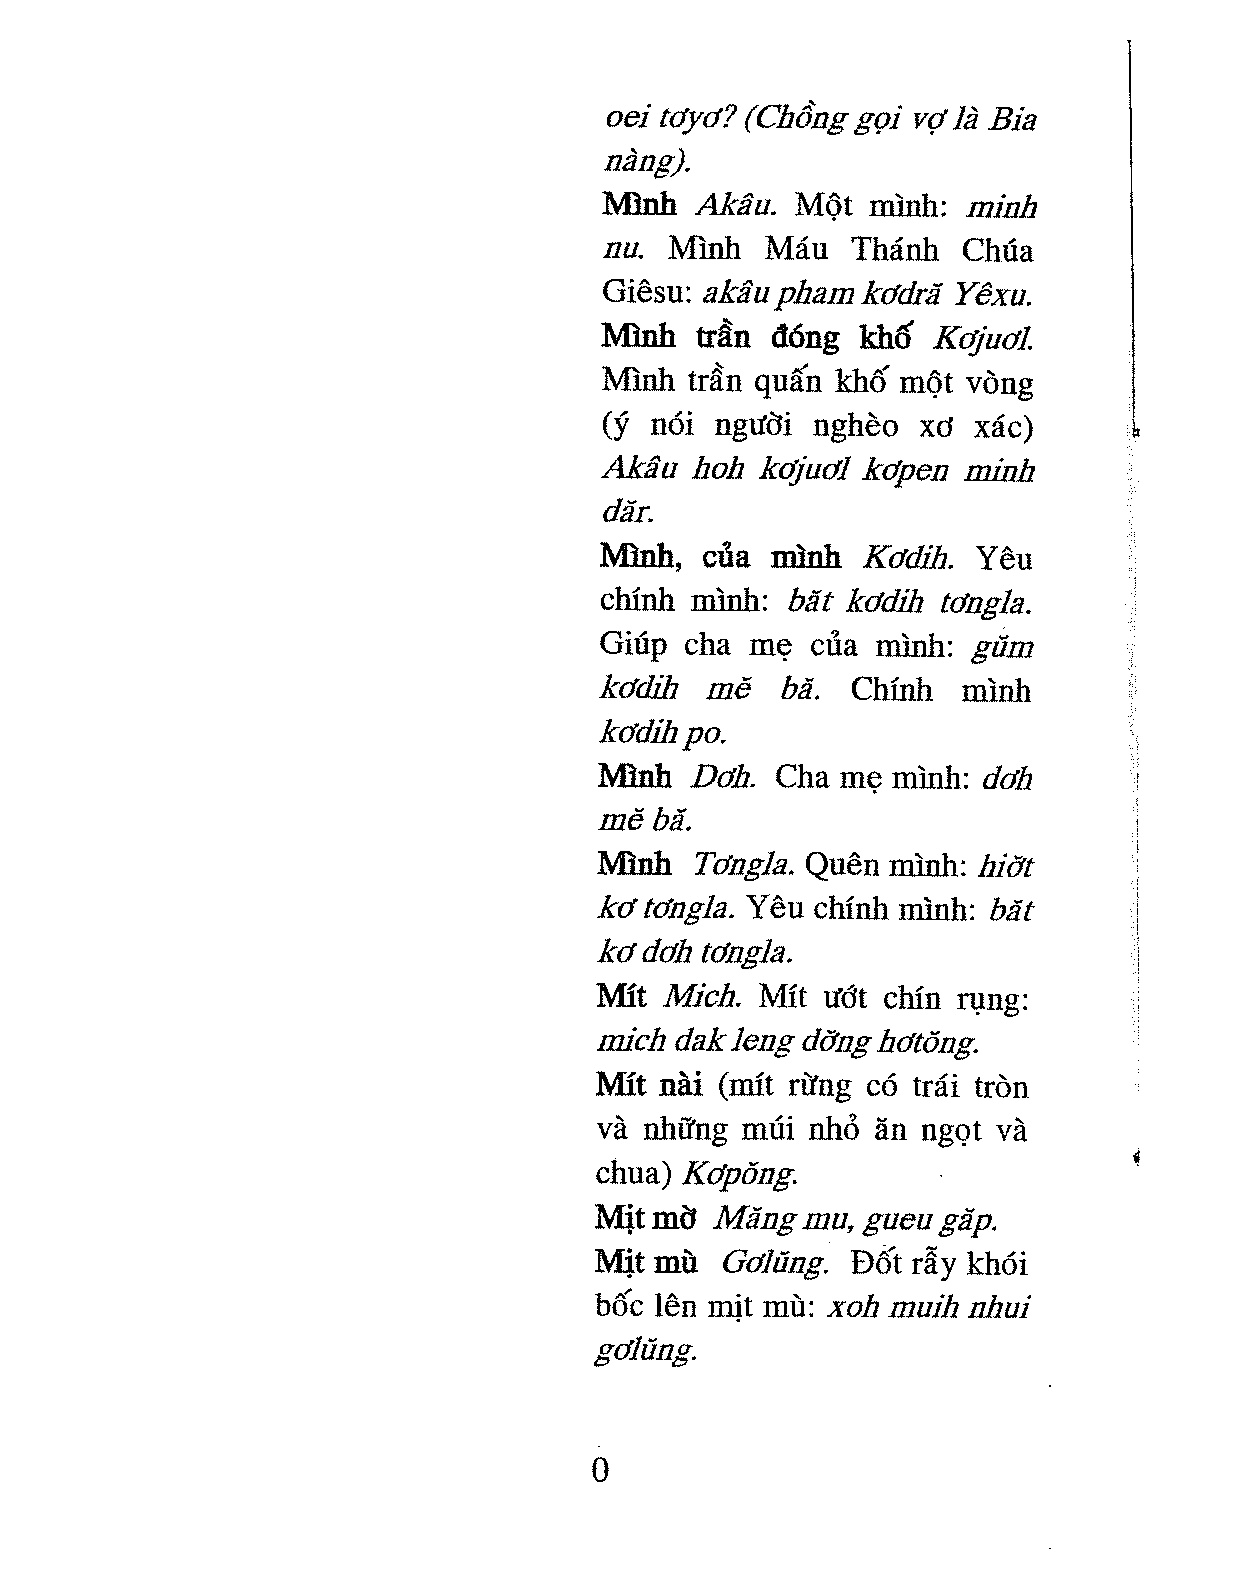 oei tơyơ? (Chồng gọi vợ là Bia
nàng).
Mình Akâu. Một mình: minh
nu. Mình Máu Thánh Chúa
Giêsu: akâu pham kơdră Yêxu.
Mình trần đóng khố Kơjuơl.
Mình trần quấn khố một vòng
(ý nói người nghèo xơ xác)
Akâu hoh kơjuơl kơpen minh
dăr.
Mình, của mình Kơdih. Yêu
chính mình: băt kơdih tơngla.
Giúp cha mẹ của mình: gŭm
kơdih mĕ bă. Chính mình
kơdih po.
Mình Dơh. Cha mẹ mình: dơh
mĕ bă.
Mình Tơngla. Quên mình: hiơ̆t
kơ tơngla. Yêu chính mình: băt
kơ dơh tơngla.
Mít Mich. Mít ướt chín rụng:
mich dak leng dơ̆ng hơtŏng.
Mít nài (mít rừng có trái tròn
và những múi nhỏ ăn ngọt và
chua) Kơpŏng.
Mịt mờ Măng mu, gueu găp.
Mịt mù Gơlŭng. Đốt rẫy khói
bốc lên mịt mù: xoh muih nhui
gơlŭng.
0